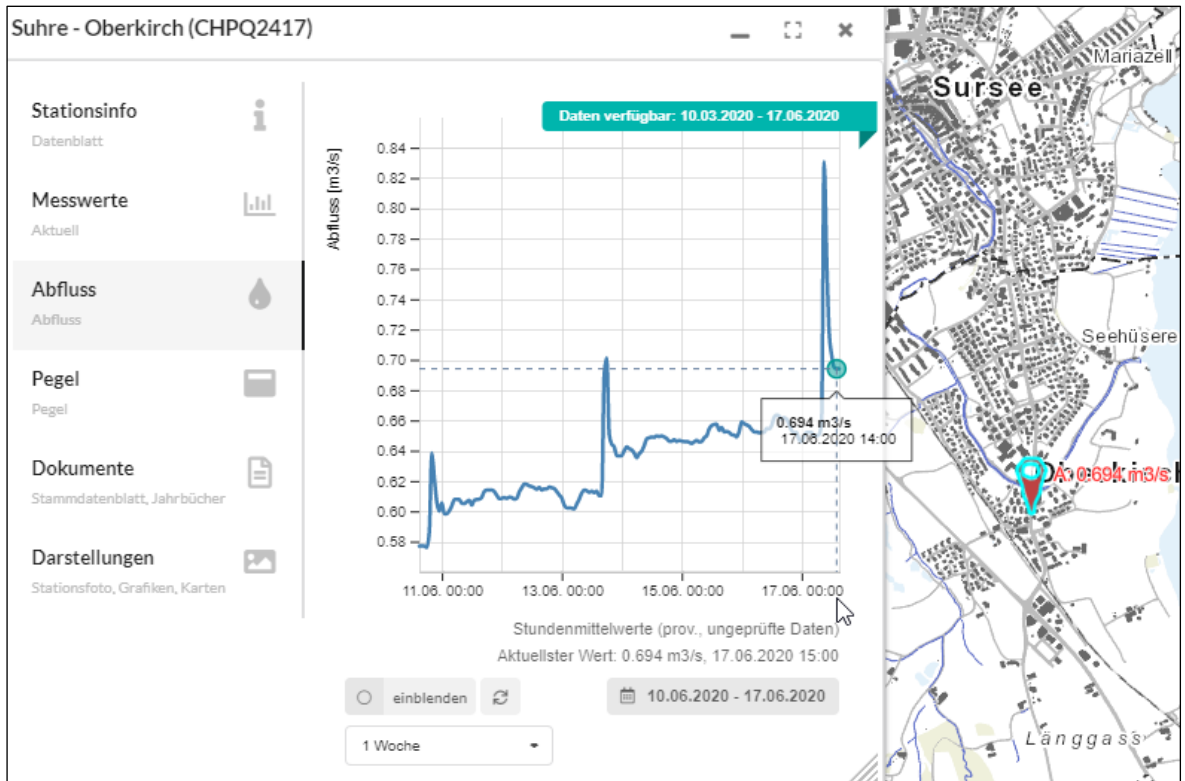 Suhre - Oberkirch (CHPQ2417)
Stationsinfo
Datenblatt
Messwerte
Aktuell
Abfluss
Abfluss
Pegel
Pegel
Dokumente
Stammdatenblatt, Jahrbücher
Darstellungen
Stationsfoto, Grafiken, Karten
Daten verfügbar: 10.03.2020 - 17.06.2020
Abfluss [m3/s]
0.84
0.82
0.80
0.78
0.76
0.74
0.72
0.70
0.68
0.66
0.64
0.62
0.60
0.58
0.694 m3/s
17.06.2020 14:00
11.06. 00:00
13.06. 00:00
15.06. 00:00
17.06. 00:00
Stundenmittelwerte (prov., ungeprüfte Daten)
Aktuellster Wert: 0.694 m3/s, 17.06.2020 15:00
einblenden
10.06.2020 - 17.06.2020
1 Woche
Mariazell
Sursee
Seehüsere
Oberkirch
A: 0.694 m3/s
Länggass